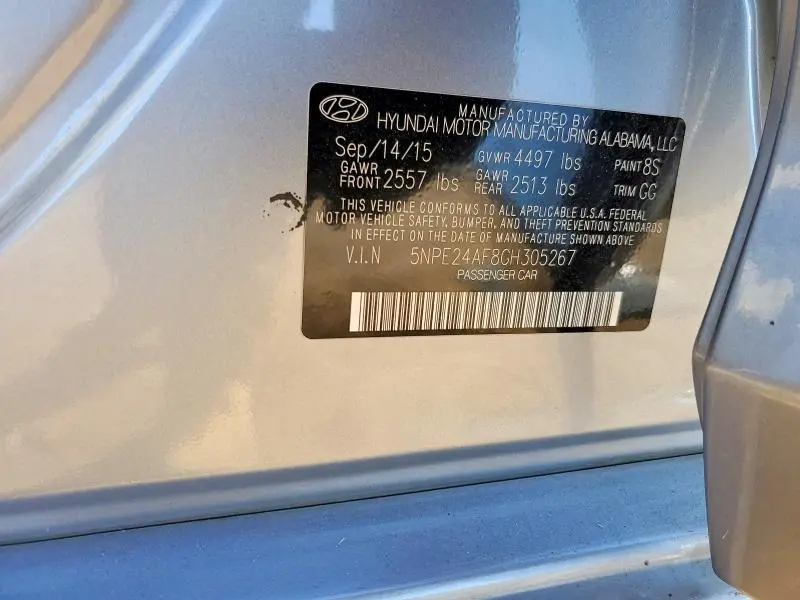 MANUFACTURED BY
HYUNDAI MOTOR MANUFACTURING ALABAMA, LLC
Sep/14/15 GVWR 4497 lbs PAINT 8S
GAWR FRONT 2557 lbs GAWR REAR 2513 lbs TRIM GG
THIS VEHICLE CONFORMS TO ALL APPLICABLE U.S.A. FEDERAL
MOTOR VEHICLE SAFETY, BUMPER, AND THEFT PREVENTION STANDARDS
IN EFFECT ON THE DATE OF MANUFACTURE SHOWN ABOVE
V.I.N 5NPE24AF8GH305267
PASSENGER CAR